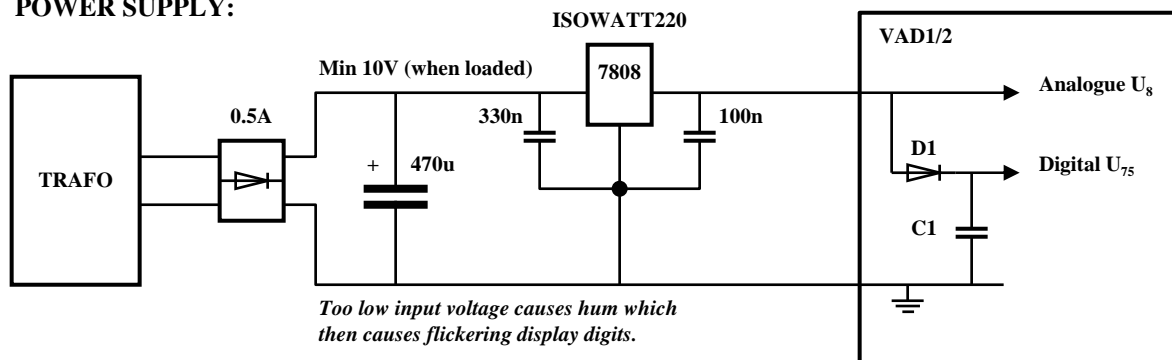 POWER SUPPLY:
ISOWATT220
VAD1/2
7808
Min 10V (when loaded)
Analogue U₈
0.5A
330n
100n
D1
+ 470u
TRAFO
Digital U₇₅
C1
Too low input voltage causes hum which
then causes flickering display digits.